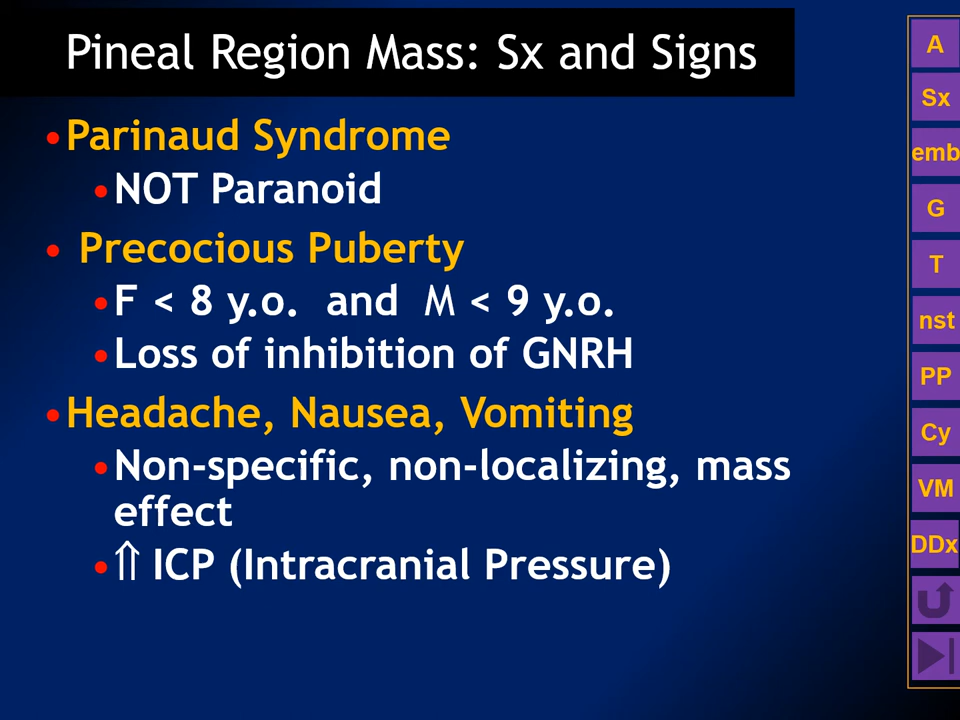 Pineal Region Mass: Sx and Signs
•Parinaud Syndrome
•NOT Paranoid
• Precocious Puberty
•F < 8 y.o. and M < 9 y.o.
•Loss of inhibition of GNRH
•Headache, Nausea, Vomiting
•Non-specific, non-localizing, mass
effect
•⇑ ICP (Intracranial Pressure)
A
Sx
emb
G
T
nst
PP
Cy
VM
DDx